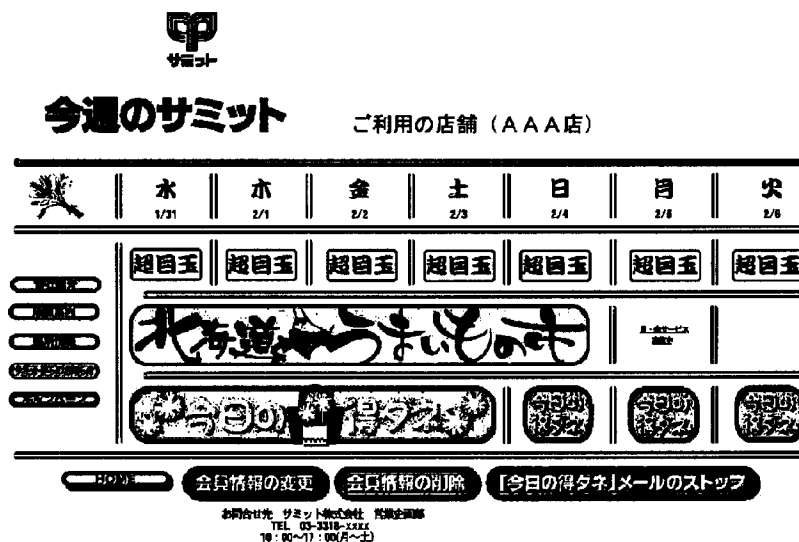 サミット
今週のサミット
ご利用の店舗（AAA店）
水 木 金 土 日 月 火
1/31 2/1 2/2 2/3 2/4 2/5 2/6
超目玉 超目玉 超目玉 超目玉 超目玉 超目玉 超目玉
北海道 うまいもの市
今日の得タネ 今日の得タネ 今日の得タネ 今日の得タネ
HOME 会員情報の変更 会員情報の削除 「今日の得タネ」メールのストップ
お問合せ先 サミット株式会社 営業企画部
TEL 03-3318-xxxx
10:00～17:00(月～土)